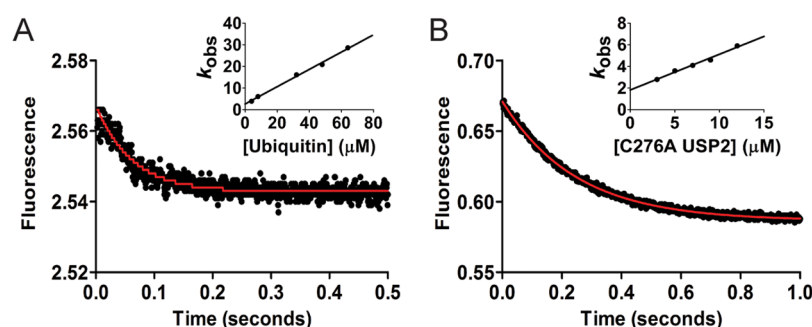 A
Fluorescence
2.58
2.56
2.54
2.52
0.0 0.1 0.2 0.3 0.4 0.5
Time (seconds)
kobs
40
30
20
10
0
0 20 40 60 80
[Ubiquitin] (μM)
B
Fluorescence
0.70
0.65
0.60
0.55
0.0 0.2 0.4 0.6 0.8 1.0
Time (seconds)
kobs
8
6
4
2
0
0 5 10 15
[C276A USP2] (μM)